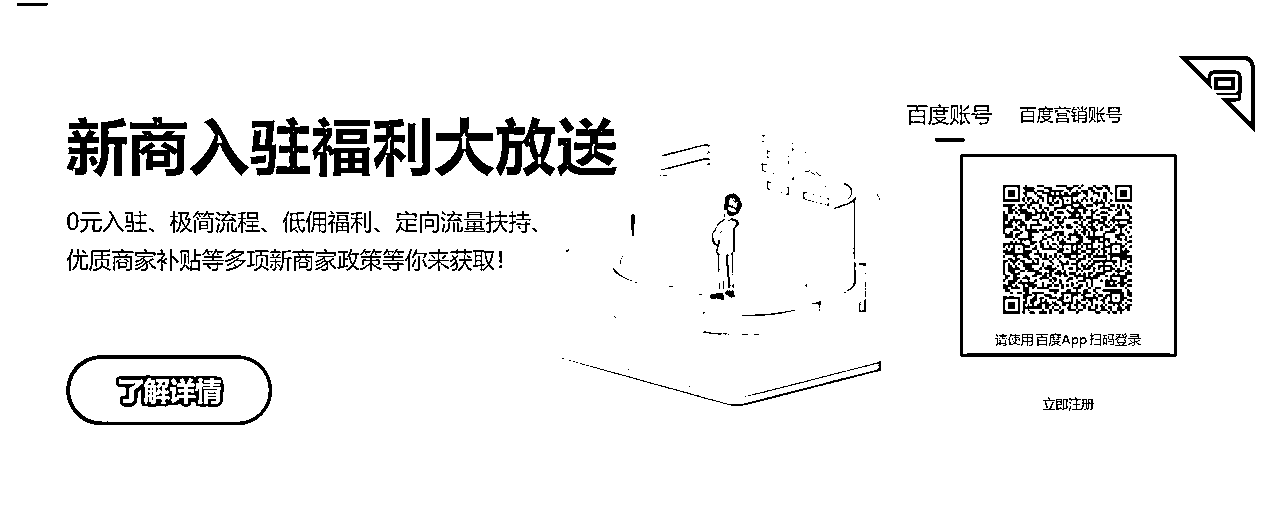 新商入驻福利大放送
0元入驻、极简流程、低佣福利、定向流量扶持、
优质商家补贴等多项新商家政策等你来获取!
了解详情
百度账号
百度营销账号
请使用百度App扫码登录
立即注册